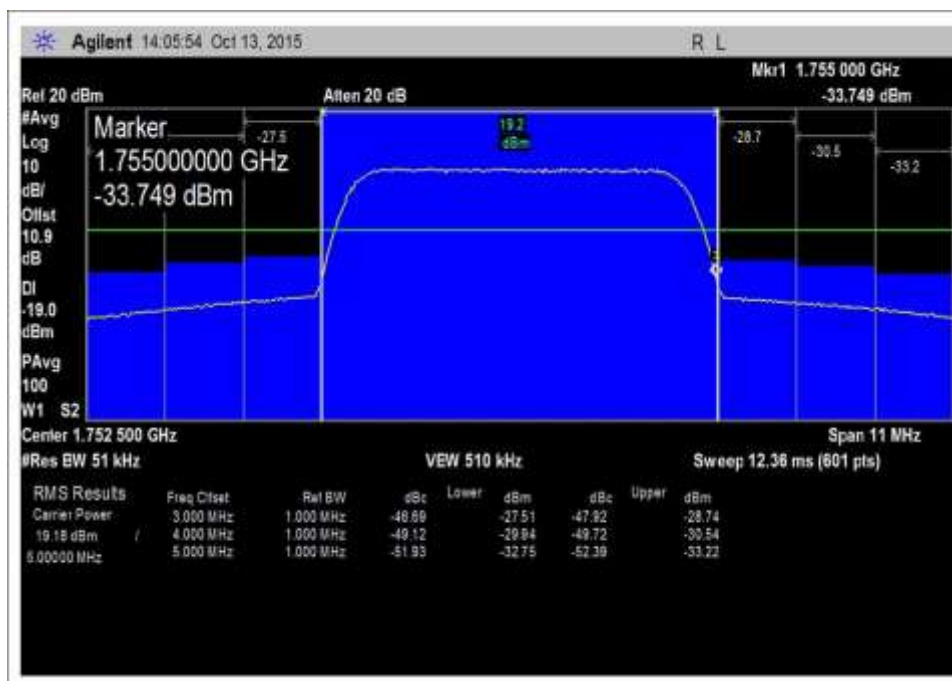 Agilent 14:05:54 Oct 13, 2015 R L
Mkr1 1.755 000 GHz
Ref 20 dBm Atten 20 dB -33.749 dBm
#Avg
Log
10
dB/
Offst
10.9
dB
DI
-19.0
dBm
PAvg
100
W1 S2
Marker
1.755000000 GHz
-33.749 dBm
-27.5
19.2
dBm
-28.7
-30.5
-33.2
Center 1.752 500 GHz Span 11 MHz
#Res BW 51 kHz VBW 510 kHz Sweep 12.36 ms (601 pts)
RMS Results Freq Offset Ref BW dBc Lower dBm dBc Upper dBm
Carrier Power 3.000 MHz 1.000 MHz -46.69 -27.51 -47.92 -28.74
19.18 dBm / 4.000 MHz 1.000 MHz -49.12 -29.94 -49.72 -30.54
5.00000 MHz 5.000 MHz 1.000 MHz -51.93 -32.75 -52.39 -33.22